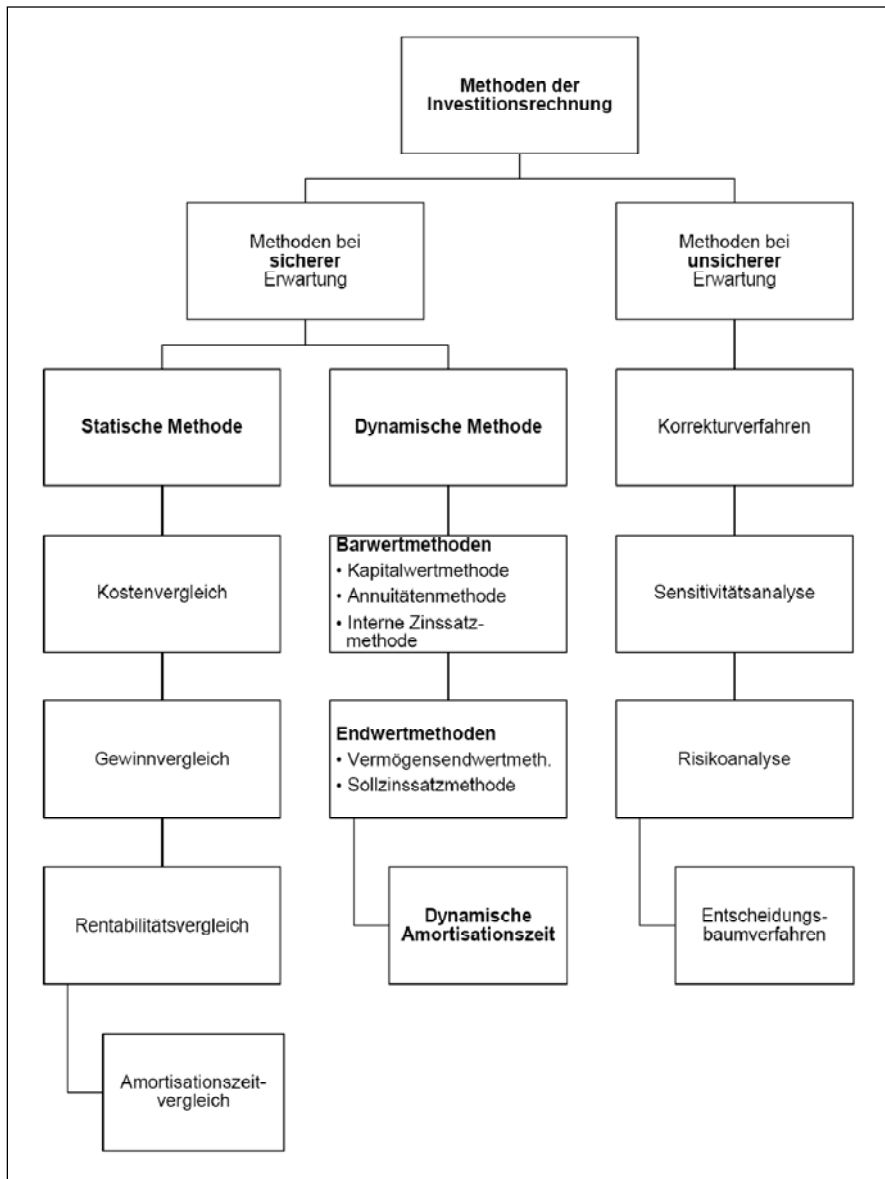 Methoden der
Investitionsrechnung
Methoden bei
sicherer
Erwartung
Methoden bei
unsicherer
Erwartung
Statische Methode
Dynamische Methode
Korrekturverfahren
Kostenvergleich
Barwertmethoden
• Kapitalwertmethode
• Annuitätenmethode
• Interne Zinssatz-
methode
Sensitivitätsanalyse
Gewinnvergleich
Endwertmethoden
• Vermögensendwertmeth.
• Sollzinssatzmethode
Risikoanalyse
Rentabilitätsvergleich
Dynamische
Amortisationszeit
Entscheidungs-
baumverfahren
Amortisationszeit-
vergleich